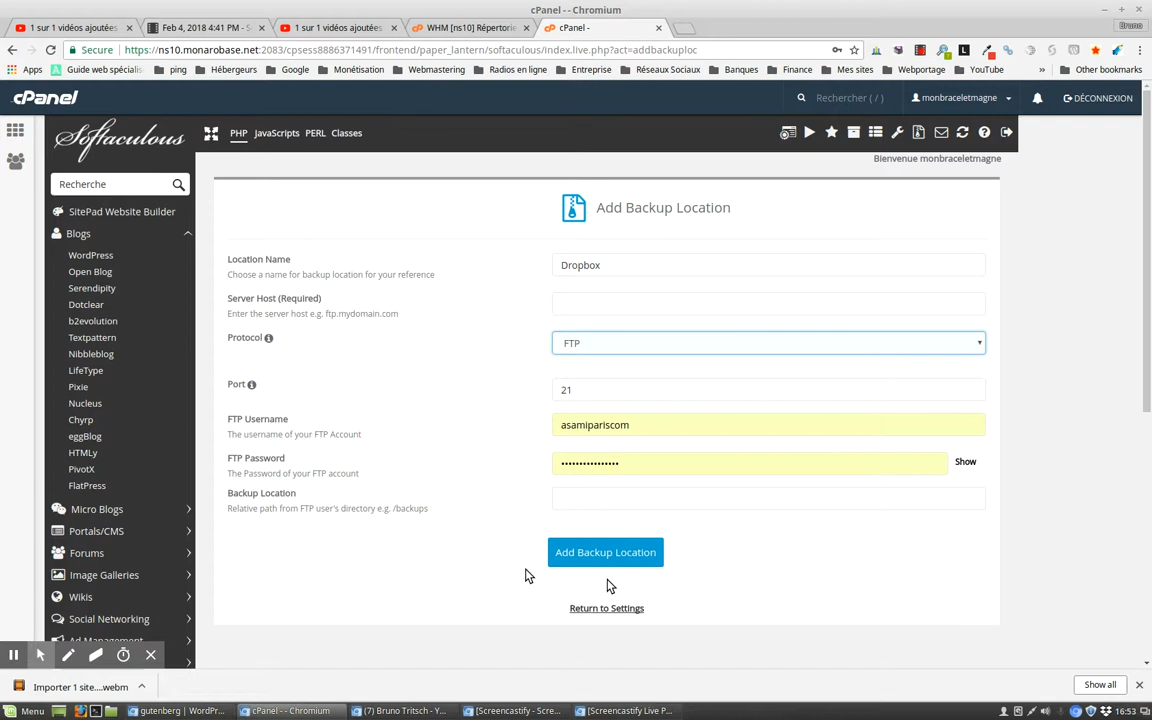 cPanel - - Chromium
1 sur 1 vidéos ajoutées
Feb 4, 2018 4:41 PM - S
1 sur 1 vidéos ajoutées
WHM [ns10] Répertorie
cPanel -
Bruno
Secure
https://ns10.monarobase.net:2083/cpsess8886371491/frontend/paper_lantern/softaculous/index.live.php?act=addbackuploc
Apps
Guide web spécialis
ping
Hébergeurs
Google
Monétisation
Webmastering
Radios en ligne
Entreprise
Réseaux Sociaux
Banques
Finance
Mes sites
Webportage
YouTube
»
Other bookmarks
cPanel
Rechercher ( / )
monbraceletmagne
DÉCONNEXION
Softaculous
PHP
JavaScripts
PERL
Classes
Bienvenue monbraceletmagne
Recherche
SitePad Website Builder
Blogs
WordPress
Open Blog
Serendipity
Dotclear
b2evolution
Textpattern
Nibbleblog
LifeType
Pixie
Nucleus
Chyrp
eggBlog
HTMLy
PivotX
FlatPress
Micro Blogs
Portals/CMS
Forums
Image Galleries
Wikis
Social Networking
Ad Management
Add Backup Location
Location Name
Choose a name for backup location for your reference
Dropbox
Server Host (Required)
Enter the server host e.g. ftp.mydomain.com
Protocol
FTP
Port
21
FTP Username
The username of your FTP Account
asamipariscom
FTP Password
The Password of your FTP account
••••••••••••••••
Show
Backup Location
Relative path from FTP user's directory e.g. /backups
Add Backup Location
Return to Settings
Importer 1 site....webm
Show all
Menu
gutenberg | WordPr...
cPanel - - Chromium
(7) Bruno Tritsch - Y...
[Screencastify - Scre...
[Screencastify Live P...
16:53